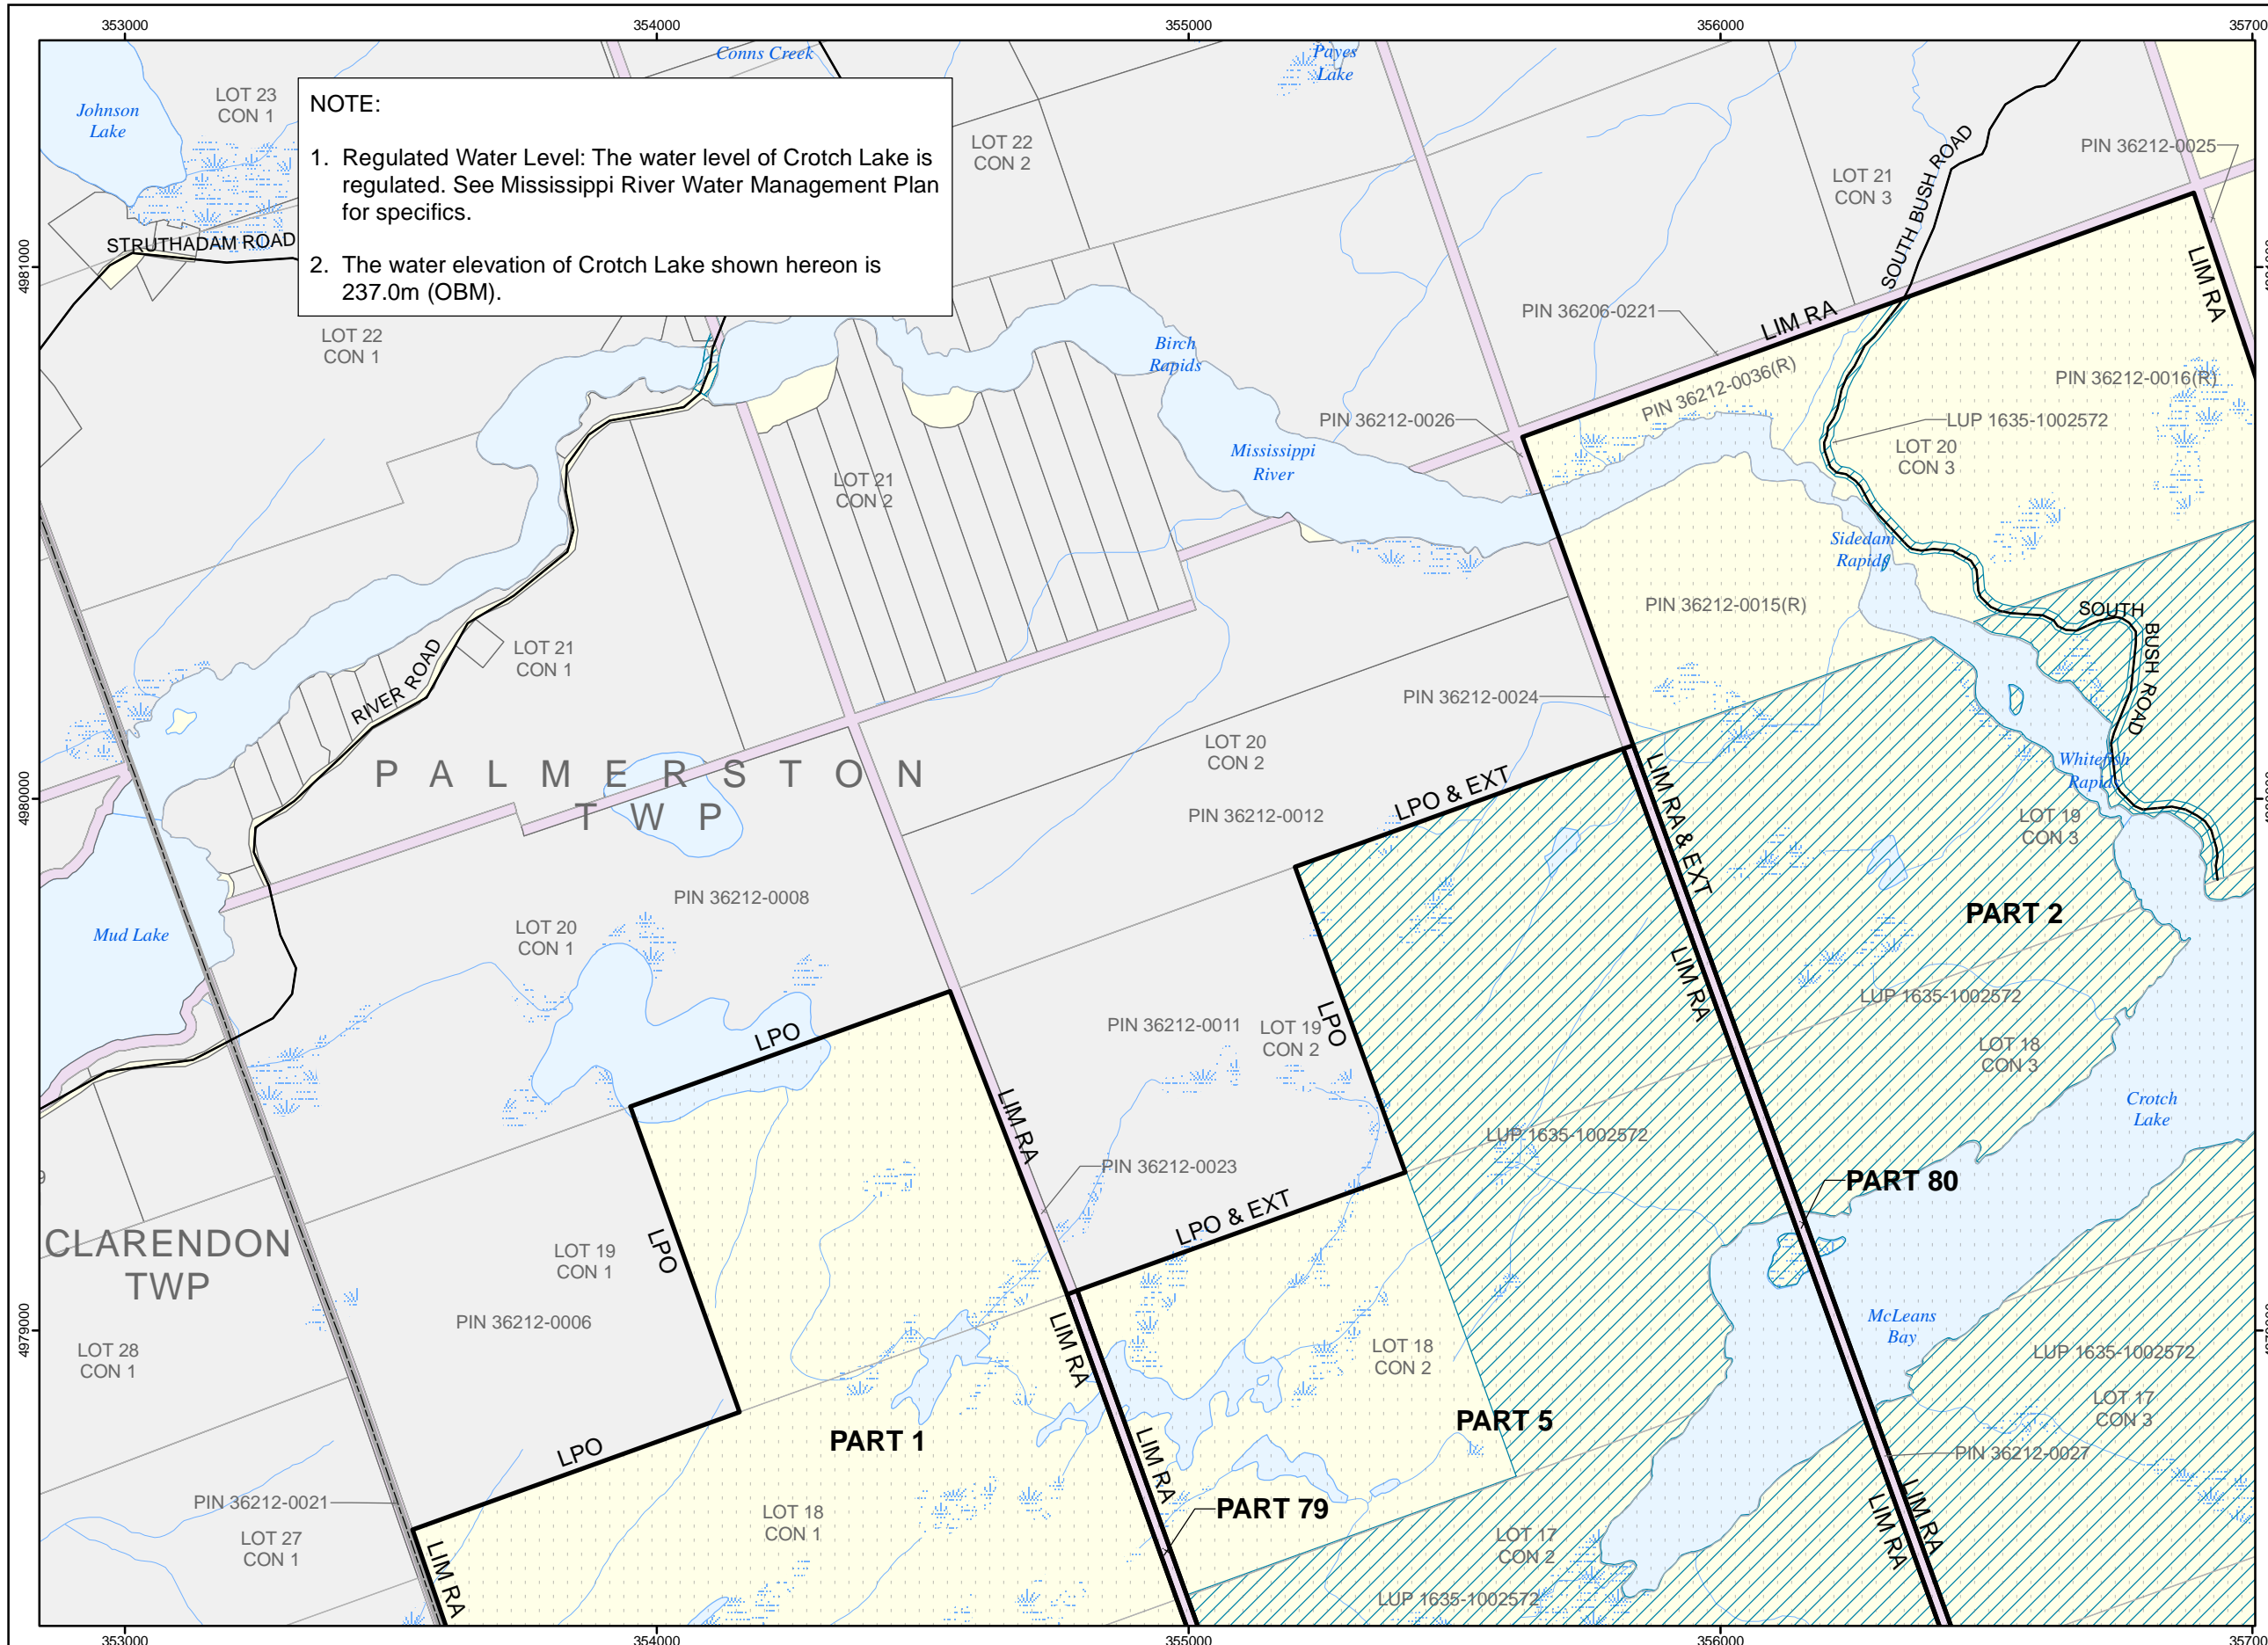 353000
354000
355000
356000
35700
Conns Creek
Payes
Lake
Johnson
Lake
LOT 23
CON 1
NOTE:
1. Regulated Water Level: The water level of Crotch Lake is
regulated. See Mississippi River Water Management Plan
for specifics.
2. The water elevation of Crotch Lake shown hereon is
237.0m (OBM).
LOT 22
CON 2
LOT 21
CON 3
SOUTH BUSH ROAD
PIN 36212-0025
STRUTHADAM ROAD
4981000
LIM RA
LOT 22
CON 1
PIN 36206-0221
LIM RA
Birch
Rapids
PIN 36212-0036(R)
PIN 36212-0016(R)
PIN 36212-0026
LUP 1635-1002572
LOT 20
CON 3
Mississippi
River
LOT 21
CON 2
Sidedam
Rapids
PIN 36212-0015(R)
SOUTH
BUSH ROAD
LOT 21
CON 1
RIVER ROAD
PIN 36212-0024
LOT 20
CON 2
Whitefish
Rapids
4980000
PALMERSTON
TWP
LPO & EXT
LIM RA & EXT
PIN 36212-0012
LOT 19
CON 3
PIN 36212-0008
PART 2
LOT 20
CON 1
Mud Lake
LIM RA
LUP 1635-1002572
LPO
PIN 36212-0011
LOT 19
CON 2
LPO
LOT 18
CON 3
Crotch
Lake
LIM RA
LUP 1635-1002572
PIN 36212-0023
9
PART 80
LPO & EXT
CLARENDON
TWP
LPO
LOT 19
CON 1
PIN 36212-0006
LIM RA
McLeans
Bay
4979000
LOT 28
CON 1
LOT 18
CON 2
LUP 1635-1002572
LOT 17
CON 3
PART 5
PART 1
LPO
LIM RA
PIN 36212-0027
PIN 36212-0021
LOT 18
CON 1
PART 79
LIM RA
LIM RA
LOT 27
CON 1
LOT 17
CON 2
LIM RA
LUP 1635-1002572
353000
354000
355000
356000
35700